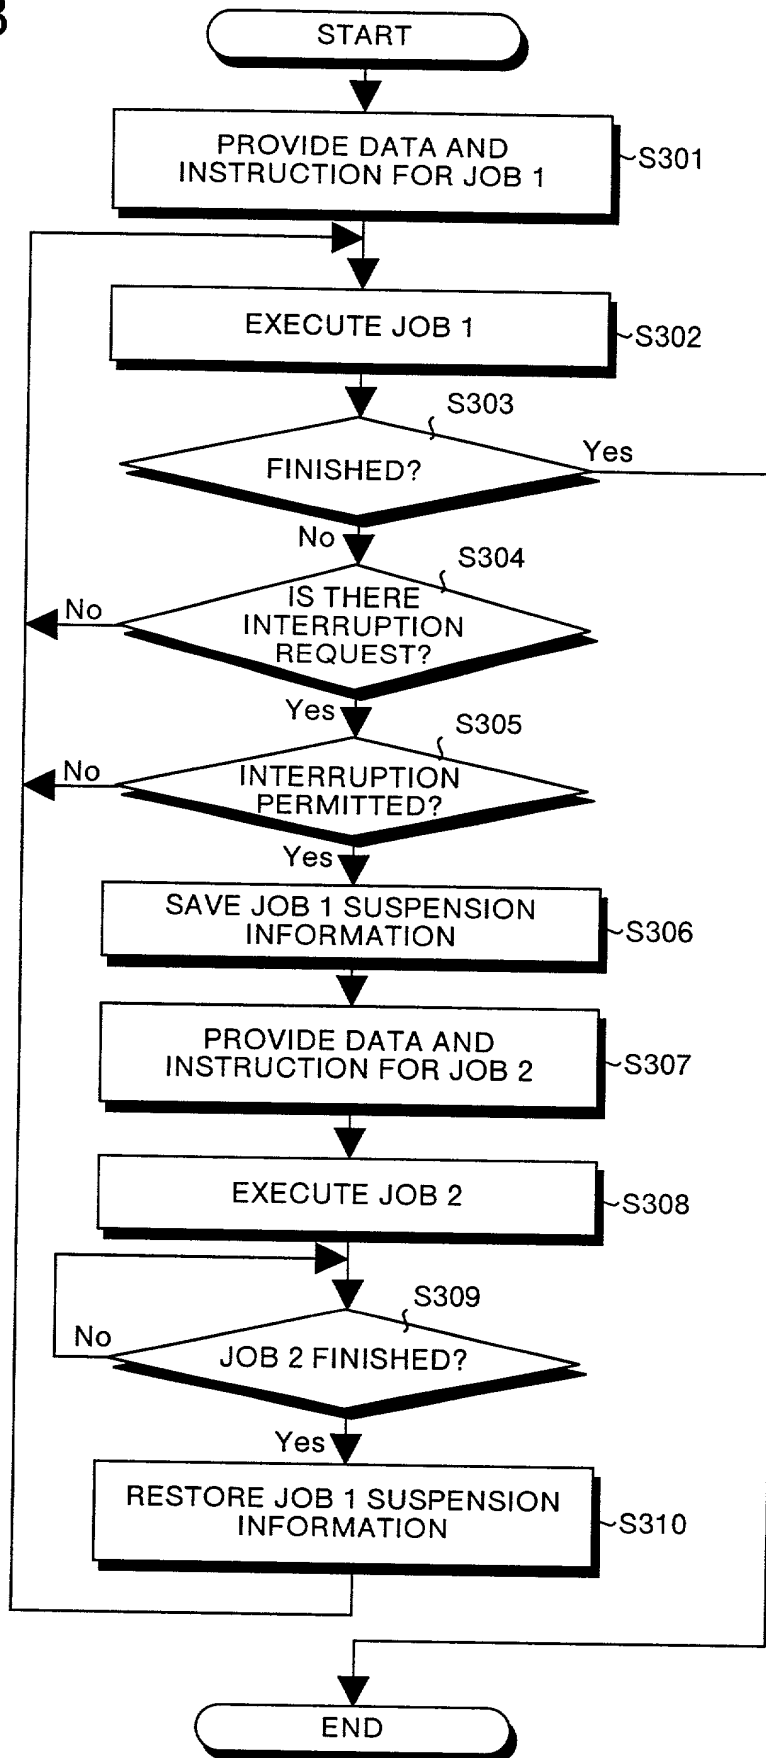 START
PROVIDE DATA AND
INSTRUCTION FOR JOB 1
S301
EXECUTE JOB 1
S302
S303
FINISHED?
Yes
No
S304
IS THERE
INTERRUPTION
REQUEST?
No
Yes
S305
INTERRUPTION
PERMITTED?
No
Yes
SAVE JOB 1 SUSPENSION
INFORMATION
S306
PROVIDE DATA AND
INSTRUCTION FOR JOB 2
S307
EXECUTE JOB 2
S308
S309
JOB 2 FINISHED?
No
Yes
RESTORE JOB 1 SUSPENSION
INFORMATION
S310
END